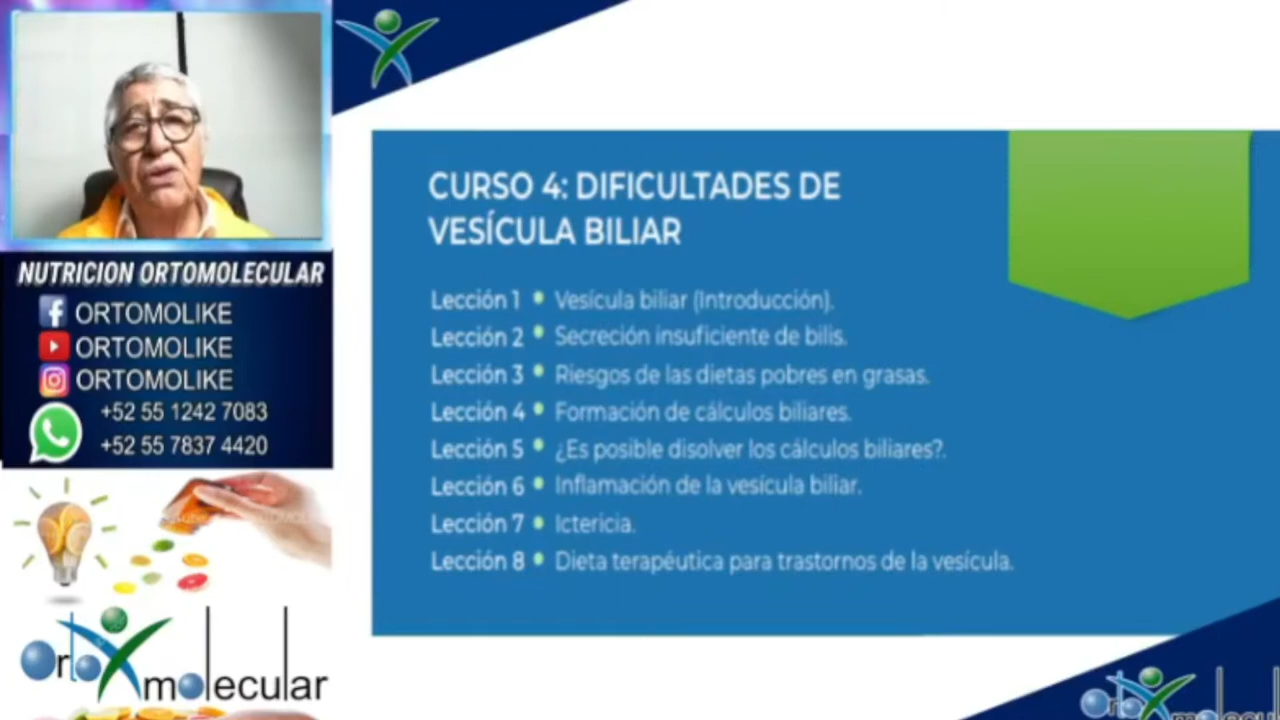 NUTRICION ORTOMOLECULAR
ORTOMOLIKE
ORTOMOLIKE
ORTOMOLIKE
+52 55 1242 7083
+52 55 7837 4420
Ortomolecular
CURSO 4: DIFICULTADES DE
VESÍCULA BILIAR
Lección 1 • Vesícula biliar (Introducción).
Lección 2 • Secreción insuficiente de bilis.
Lección 3 • Riesgos de las dietas pobres en grasas.
Lección 4 • Formación de cálculos biliares.
Lección 5 • ¿Es posible disolver los cálculos biliares?.
Lección 6 • Inflamación de la vesícula biliar.
Lección 7 • Ictericia.
Lección 8 • Dieta terapéutica para trastornos de la vesícula.